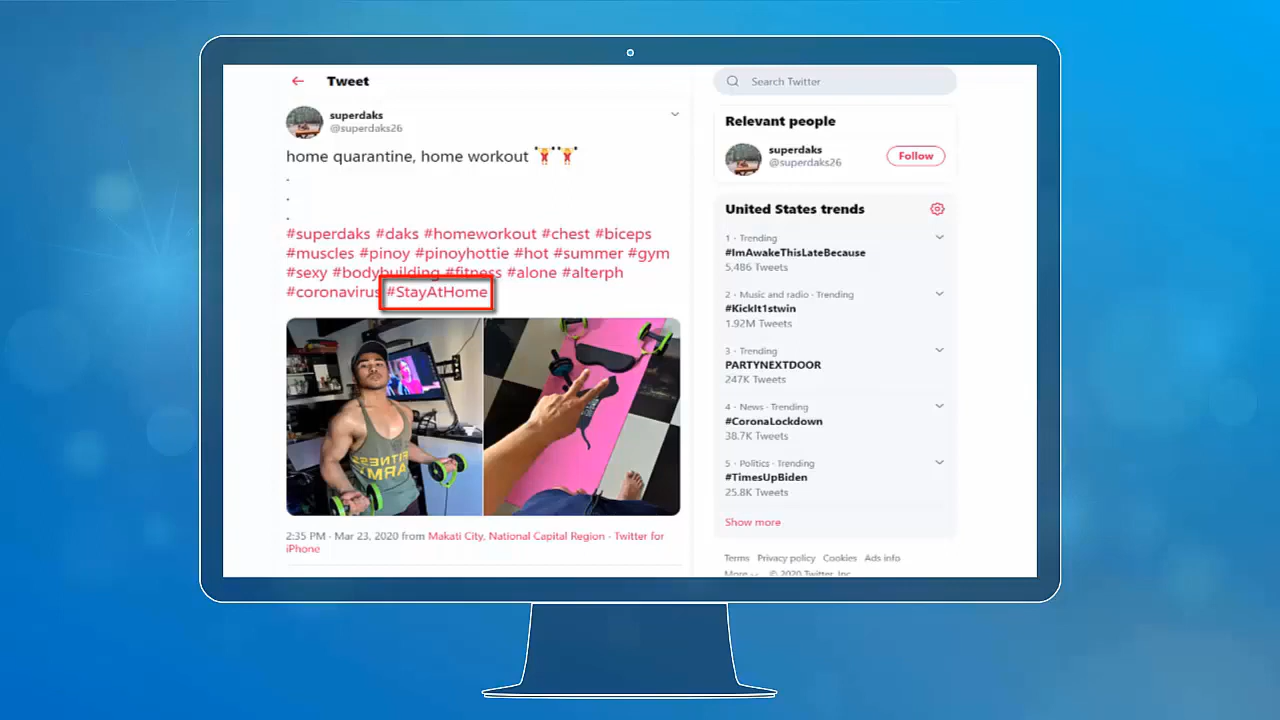 Tweet
superdaks
@superdaks26
home quarantine, home workout
.
.
.
#superdaks #daks #homeworkout #chest #biceps
#muscles #pinoy #pinoyhottie #hot #summer #gym
#sexy #bodybuilding #fitness #alone #alterph
#coronavirus #StayAtHome
FITNESS
ARMY
2:35 PM · Mar 23, 2020 from Makati City, National Capital Region · Twitter for
iPhone
Search Twitter
Relevant people
superdaks
@superdaks26
Follow
United States trends
1 · Trending
#ImAwakeThisLateBecause
5,486 Tweets
2 · Music and radio · Trending
#KickIt1stwin
1.92M Tweets
3 · Trending
PARTYNEXTDOOR
247K Tweets
4 · News · Trending
#CoronaLockdown
38.7K Tweets
5 · Politics · Trending
#TimesUpBiden
25.8K Tweets
Show more
Terms Privacy policy Cookies Ads info
More © 2020 Twitter, Inc.